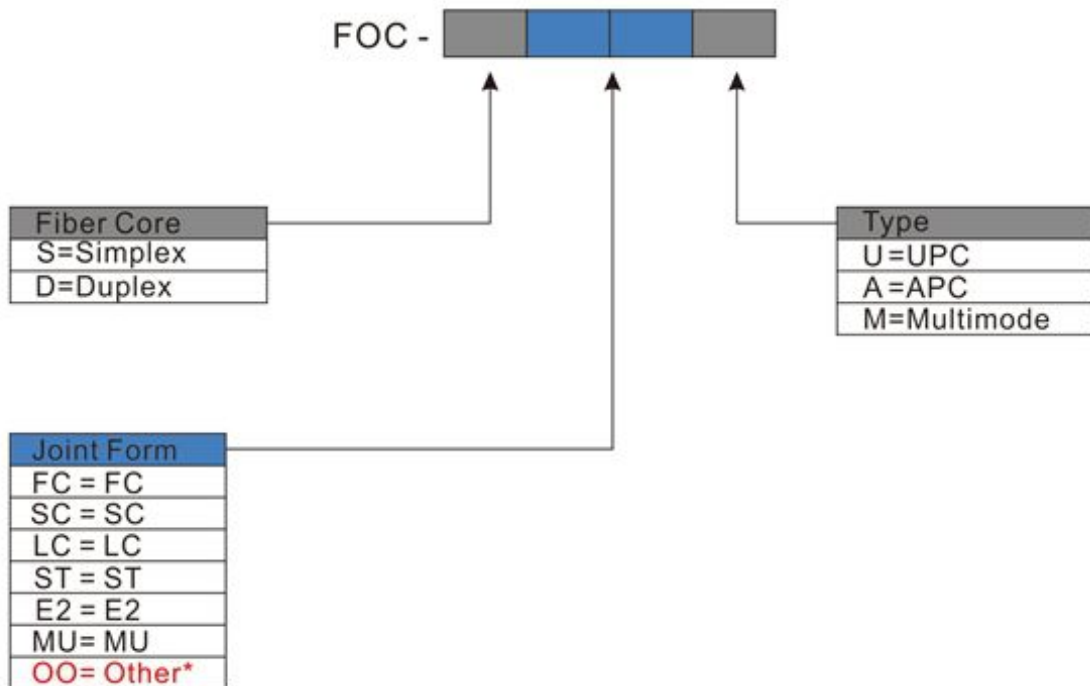 FOC -
Fiber Core
S=Simplex
D=Duplex
Type
U=UPC
A=APC
M=Multimode
Joint Form
FC = FC
SC = SC
LC = LC
ST = ST
E2 = E2
MU= MU
OO= Other*